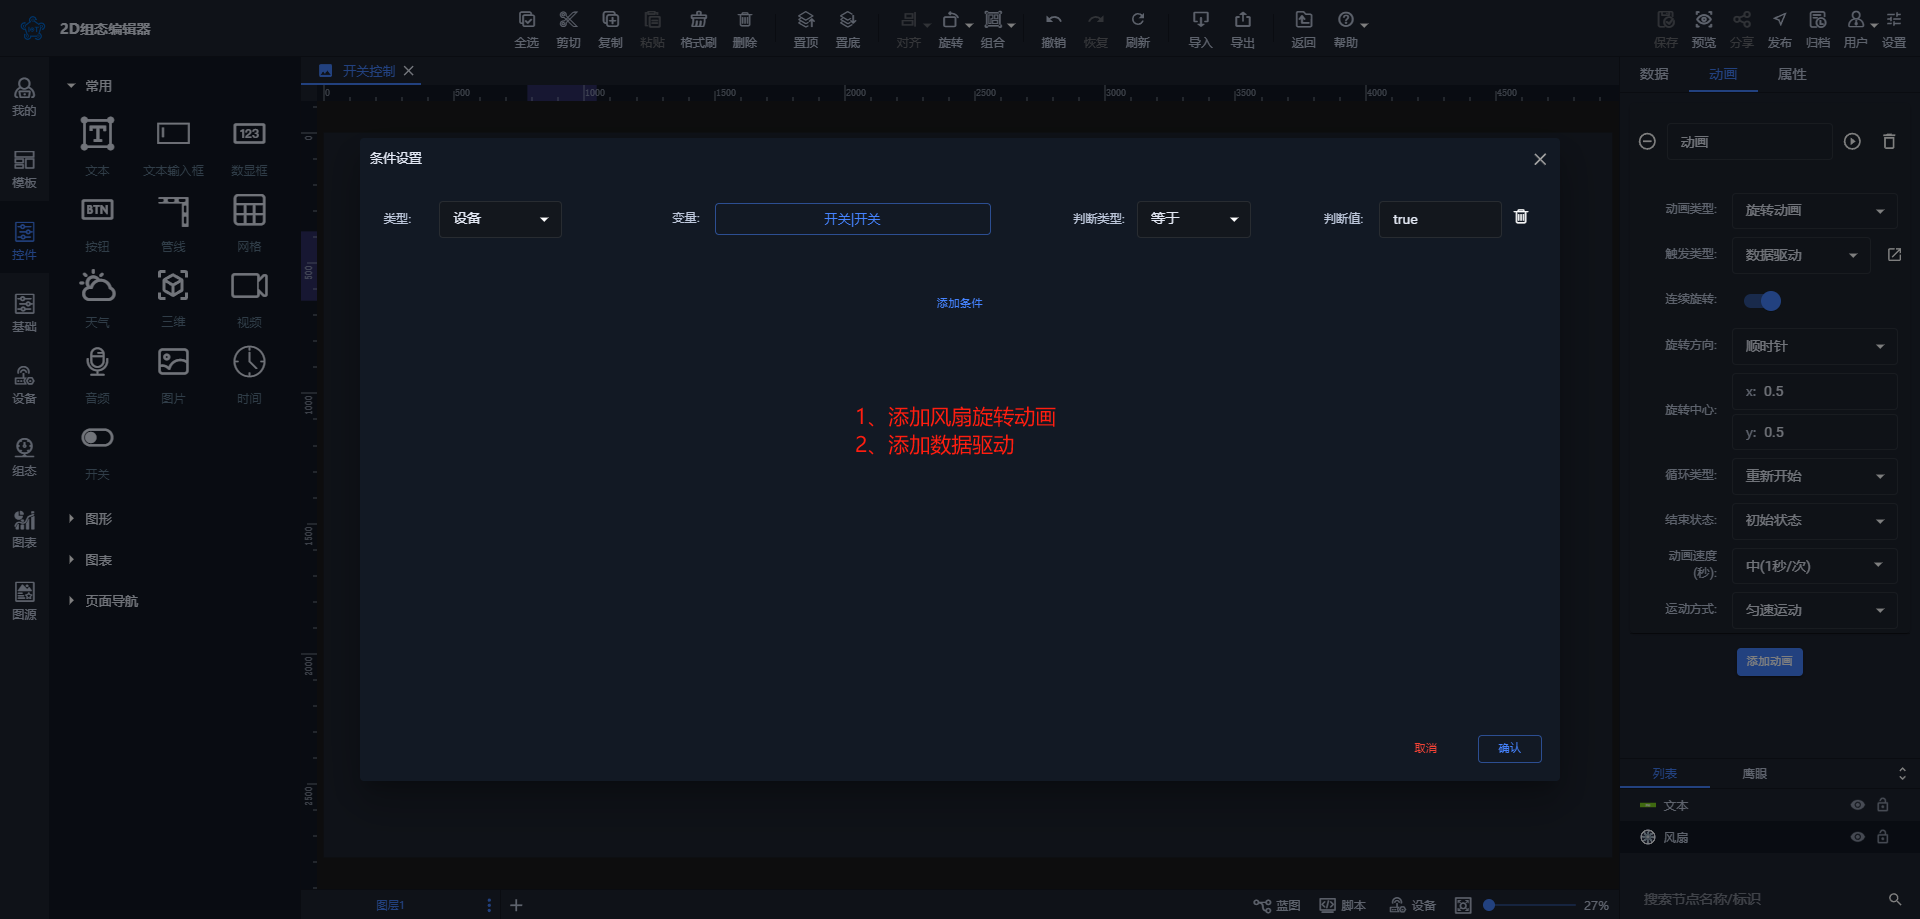 2D组态编辑器
全选 剪切 复制 粘贴 格式刷 删除 置顶 置底 对齐 旋转 组合 撤销 恢复 刷新 导入 导出 返回 帮助 保存 预览 分享 发布 归档 用户 设置
我的
模板
控件
基础
设备
组态
图表
图源
常用
文本 文本输入框 数显框
按钮 管线 网格
天气 三维 视频
音频 图片 时间
开关
T
123
BTN
图形
图表
页面导航
开关控制
0 500 1000 1500 2000 2500 3000 3500 4000 4500
0
500
1000
1500
2000
2500
条件设置
类型: 设备 变量: 开关|开关 判断类型: 等于 判断值: true
添加条件
1、添加风扇旋转动画
2、添加数据驱动
取消 确认
数据 动画 属性
动画
动画类型: 旋转动画
触发类型: 数据驱动
连续旋转:
旋转方向: 顺时针
旋转中心: x: 0.5
y: 0.5
循环类型: 重新开始
结束状态: 初始状态
动画速度(秒): 中(1秒/次)
运动方式: 匀速运动
添加动画
列表 鹰眼
文本
风扇
搜索节点名称/标识
图层1
蓝图 脚本 设备 27%